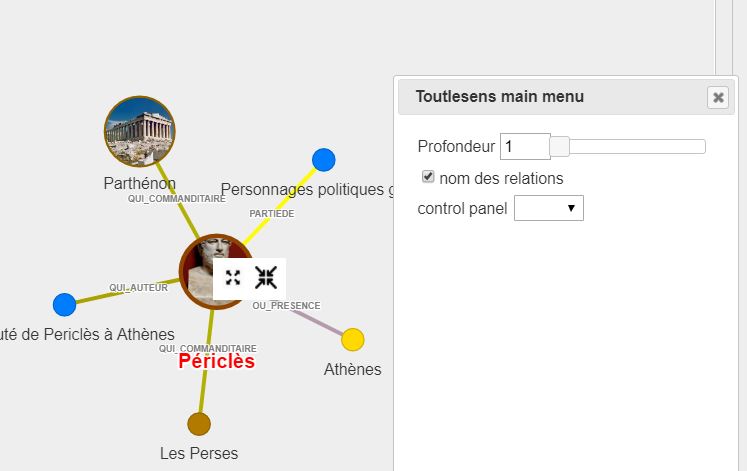 Toutlesens main menu
Profondeur 1
nom des relations
control panel
Parthénon
QUI_COMMANDITAIRE
Personnages politiques g
PARTIEDE
QUI_AUTEUR
OU_PRESENCE
uté de Periclès à Athènes
QUI_COMMANDITAIRE
Périclès
Athènes
Les Perses